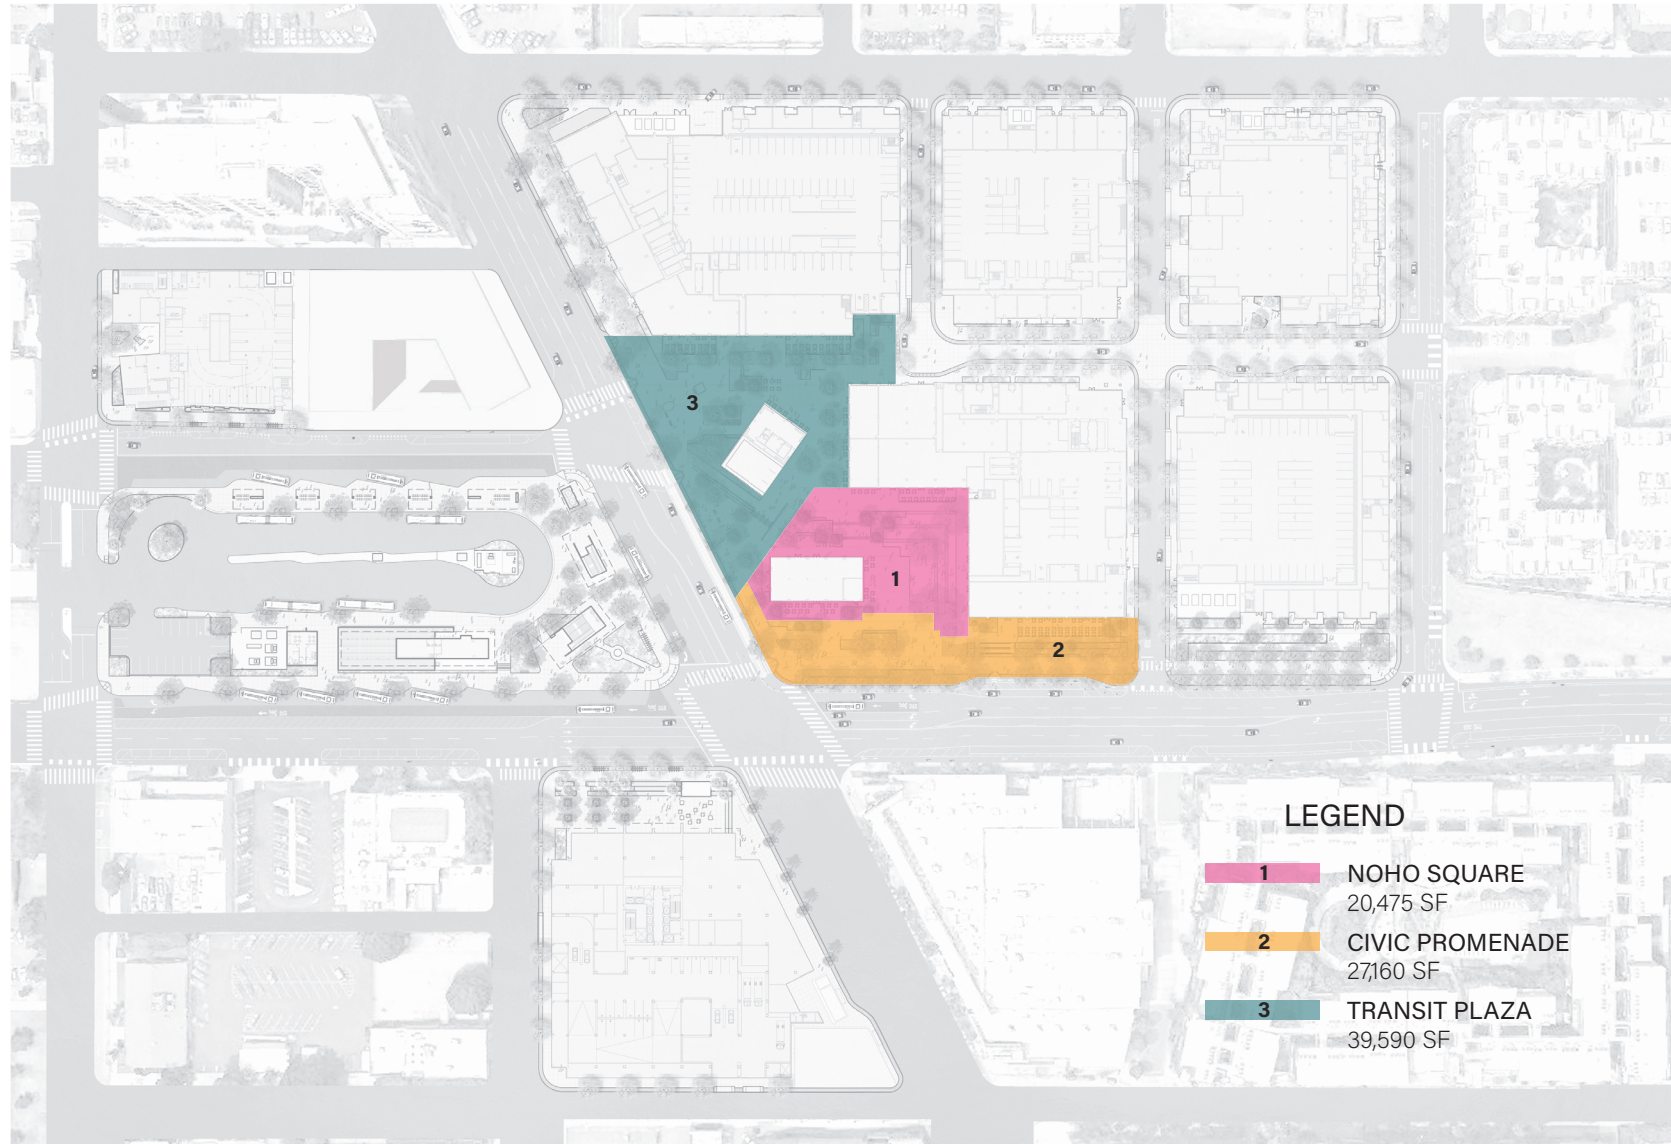 3
1
2
LEGEND
1 NOHO SQUARE
20,475 SF
2 CIVIC PROMENADE
27,160 SF
3 TRANSIT PLAZA
39,590 SF